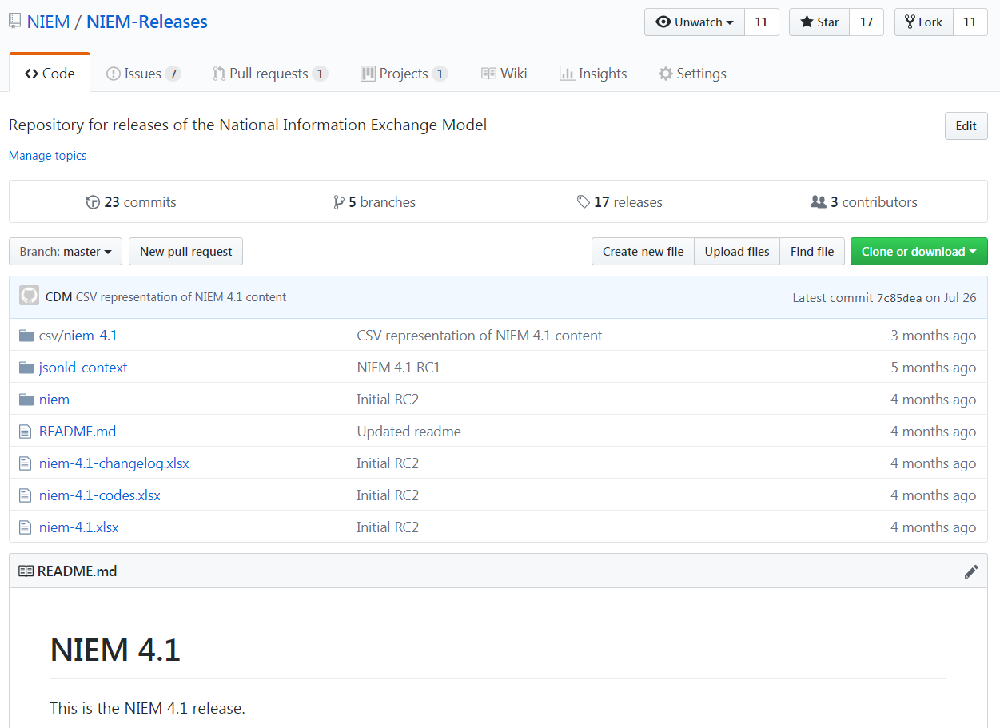 NIEM / NIEM-Releases Unwatch 11 Star 17 Fork 11
Code Issues 7 Pull requests 1 Projects 1 Wiki Insights Settings
Repository for releases of the National Information Exchange Model Edit
Manage topics
23 commits 5 branches 17 releases 3 contributors
Branch: master New pull request Create new file Upload files Find file Clone or download
CDM CSV representation of NIEM 4.1 content Latest commit 7c85dea on Jul 26
csv/niem-4.1 CSV representation of NIEM 4.1 content 3 months ago
jsonld-context NIEM 4.1 RC1 5 months ago
niem Initial RC2 4 months ago
README.md Updated readme 4 months ago
niem-4.1-changelog.xlsx Initial RC2 4 months ago
niem-4.1-codes.xlsx Initial RC2 4 months ago
niem-4.1.xlsx Initial RC2 4 months ago
README.md
NIEM 4.1
This is the NIEM 4.1 release.